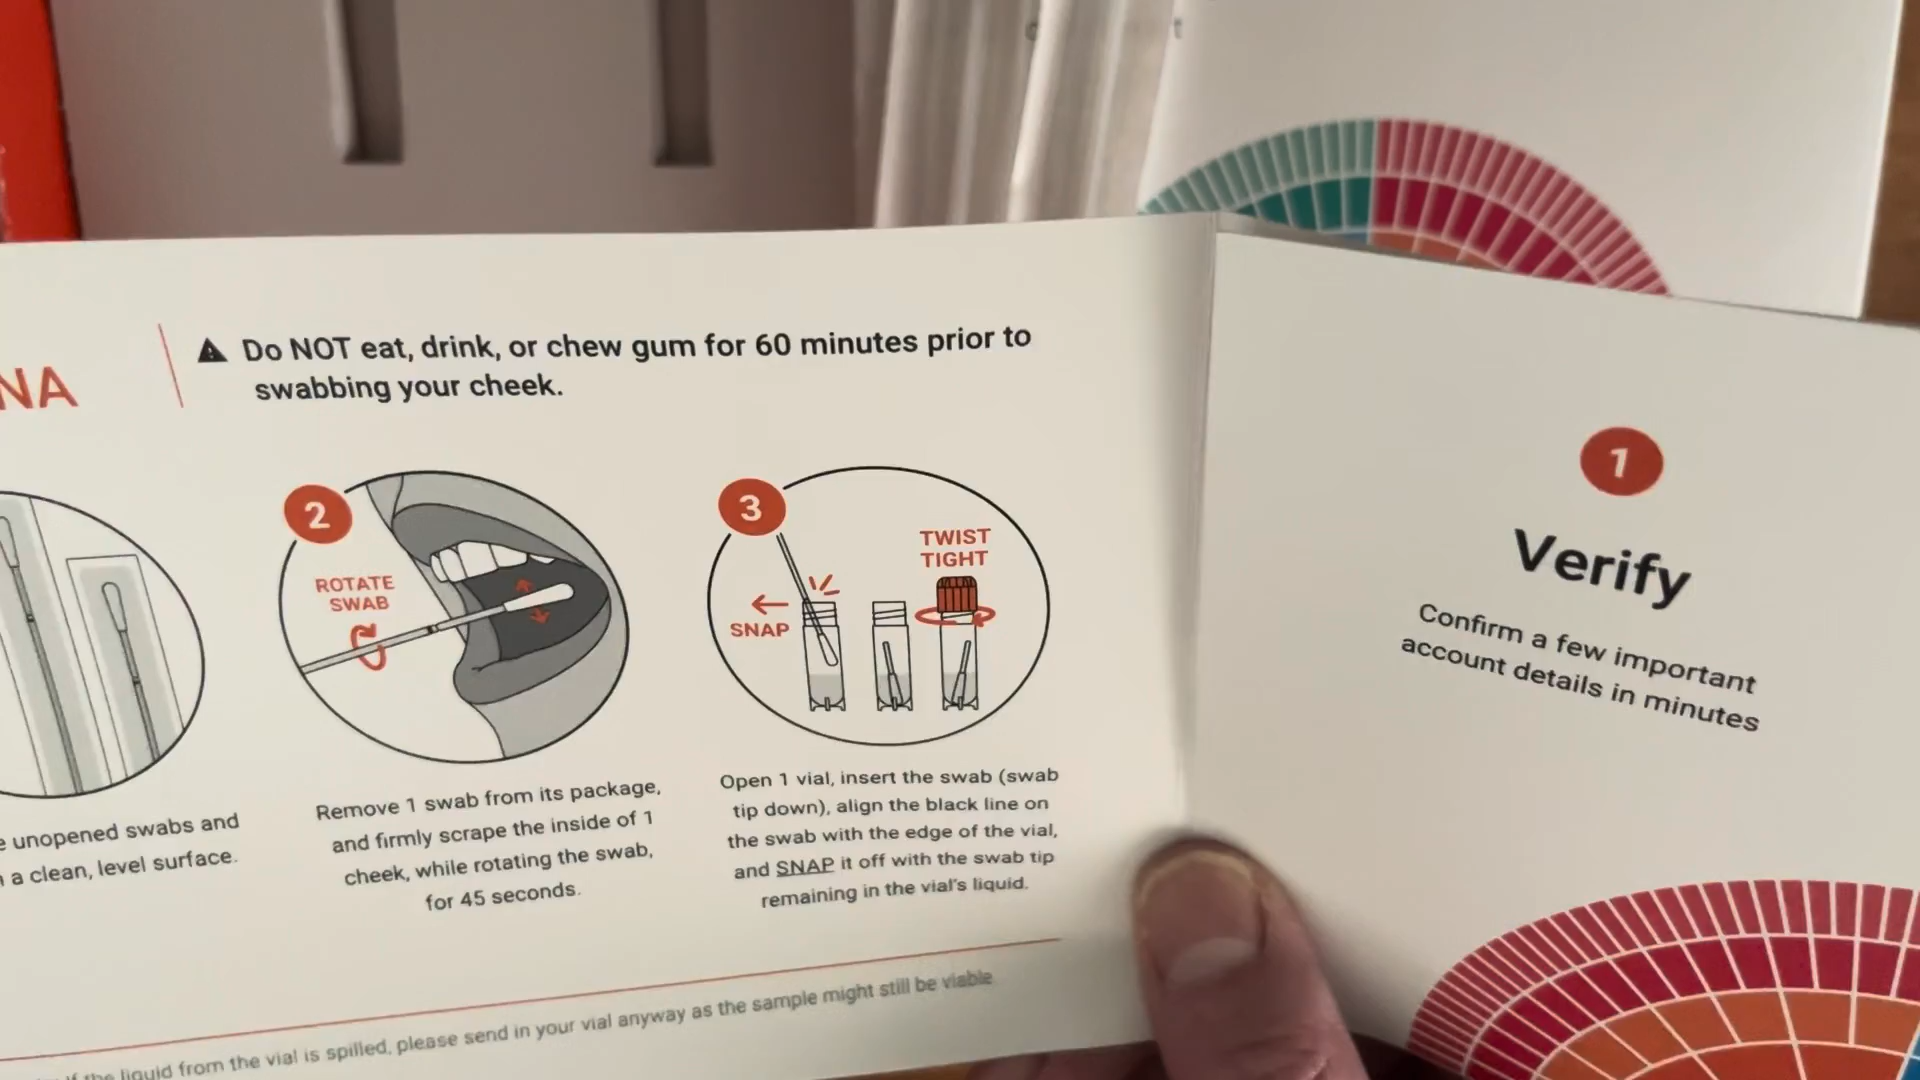 NA
Do NOT eat, drink, or chew gum for 60 minutes prior to
swabbing your cheek.
unopened swabs and
a clean, level surface.
2
ROTATE
SWAB
Remove 1 swab from its package,
and firmly scrape the inside of 1
cheek, while rotating the swab,
for 45 seconds.
3
SNAP
TWIST
TIGHT
Open 1 vial, insert the swab (swab
tip down), align the black line on
the swab with the edge of the vial,
and SNAP it off with the swab tip
remaining in the vial's liquid.
If the liquid from the vial is spilled, please send in your vial anyway as the sample might still be viable
1
Verify
Confirm a few important
account details in minutes